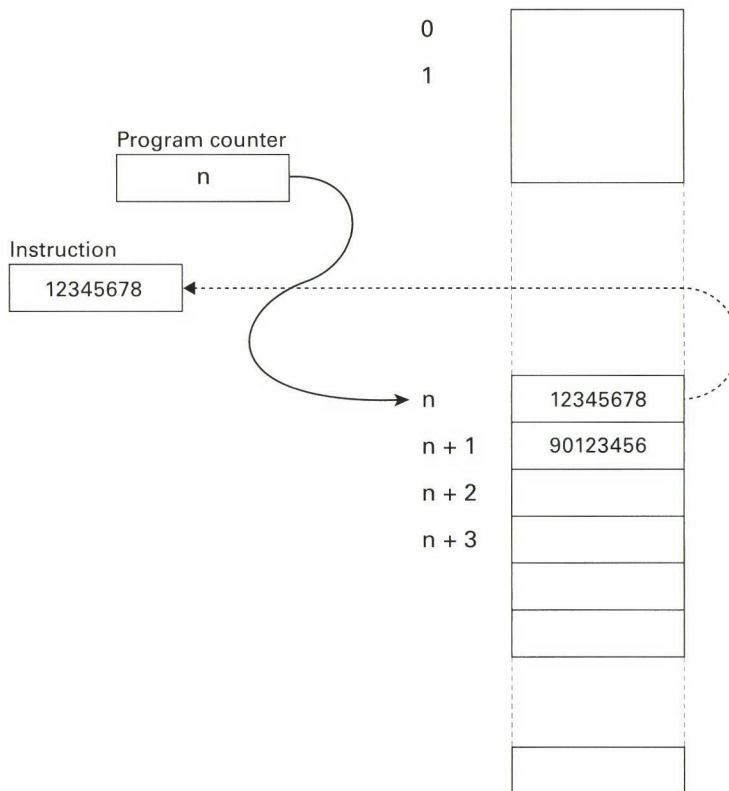 0
1
Program counter
n
Instruction
12345678
n 12345678
n + 1 90123456
n + 2
n + 3